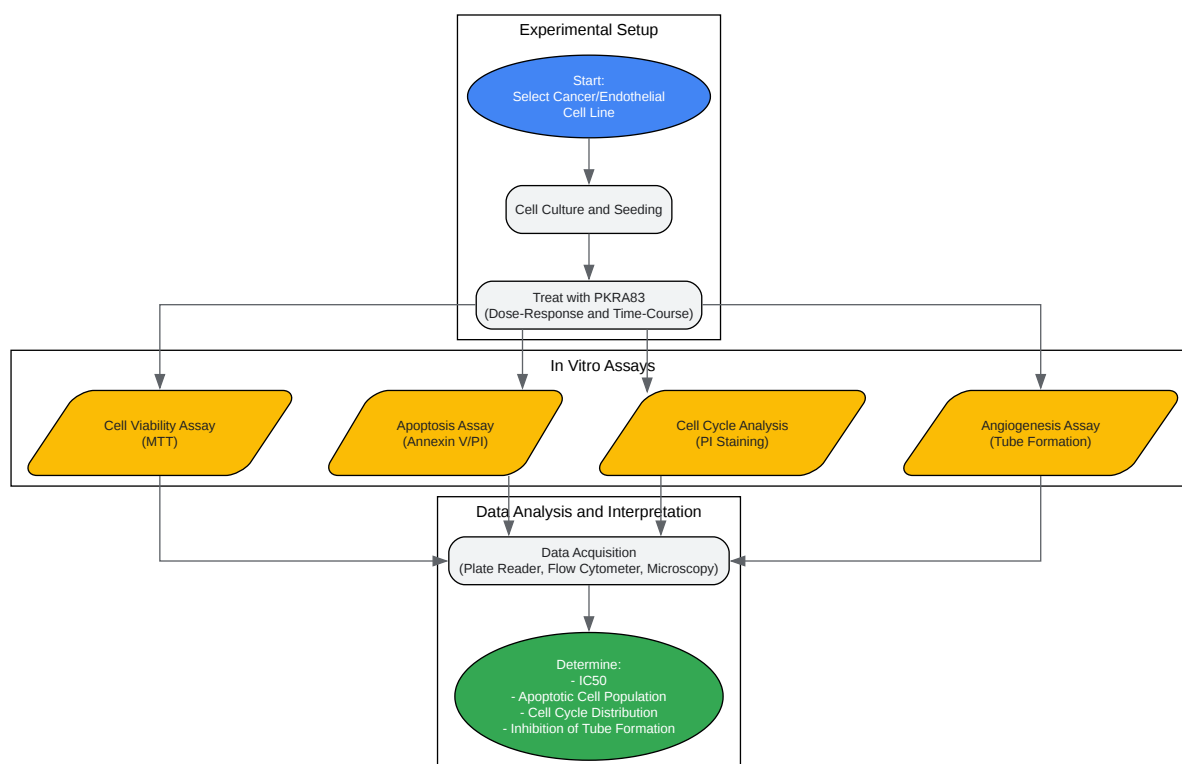 Experimental Setup
Start:
Select Cancer/Endothelial
Cell Line
Cell Culture and Seeding
Treat with PKRA83
(Dose-Response and Time-Course)
In Vitro Assays
Cell Viability Assay
(MTT)
Apoptosis Assay
(Annexin V/PI)
Cell Cycle Analysis
(PI Staining)
Angiogenesis Assay
(Tube Formation)
Data Analysis and Interpretation
Data Acquisition
(Plate Reader, Flow Cytometer, Microscopy)
Determine:
- IC50
- Apoptotic Cell Population
- Cell Cycle Distribution
- Inhibition of Tube Formation